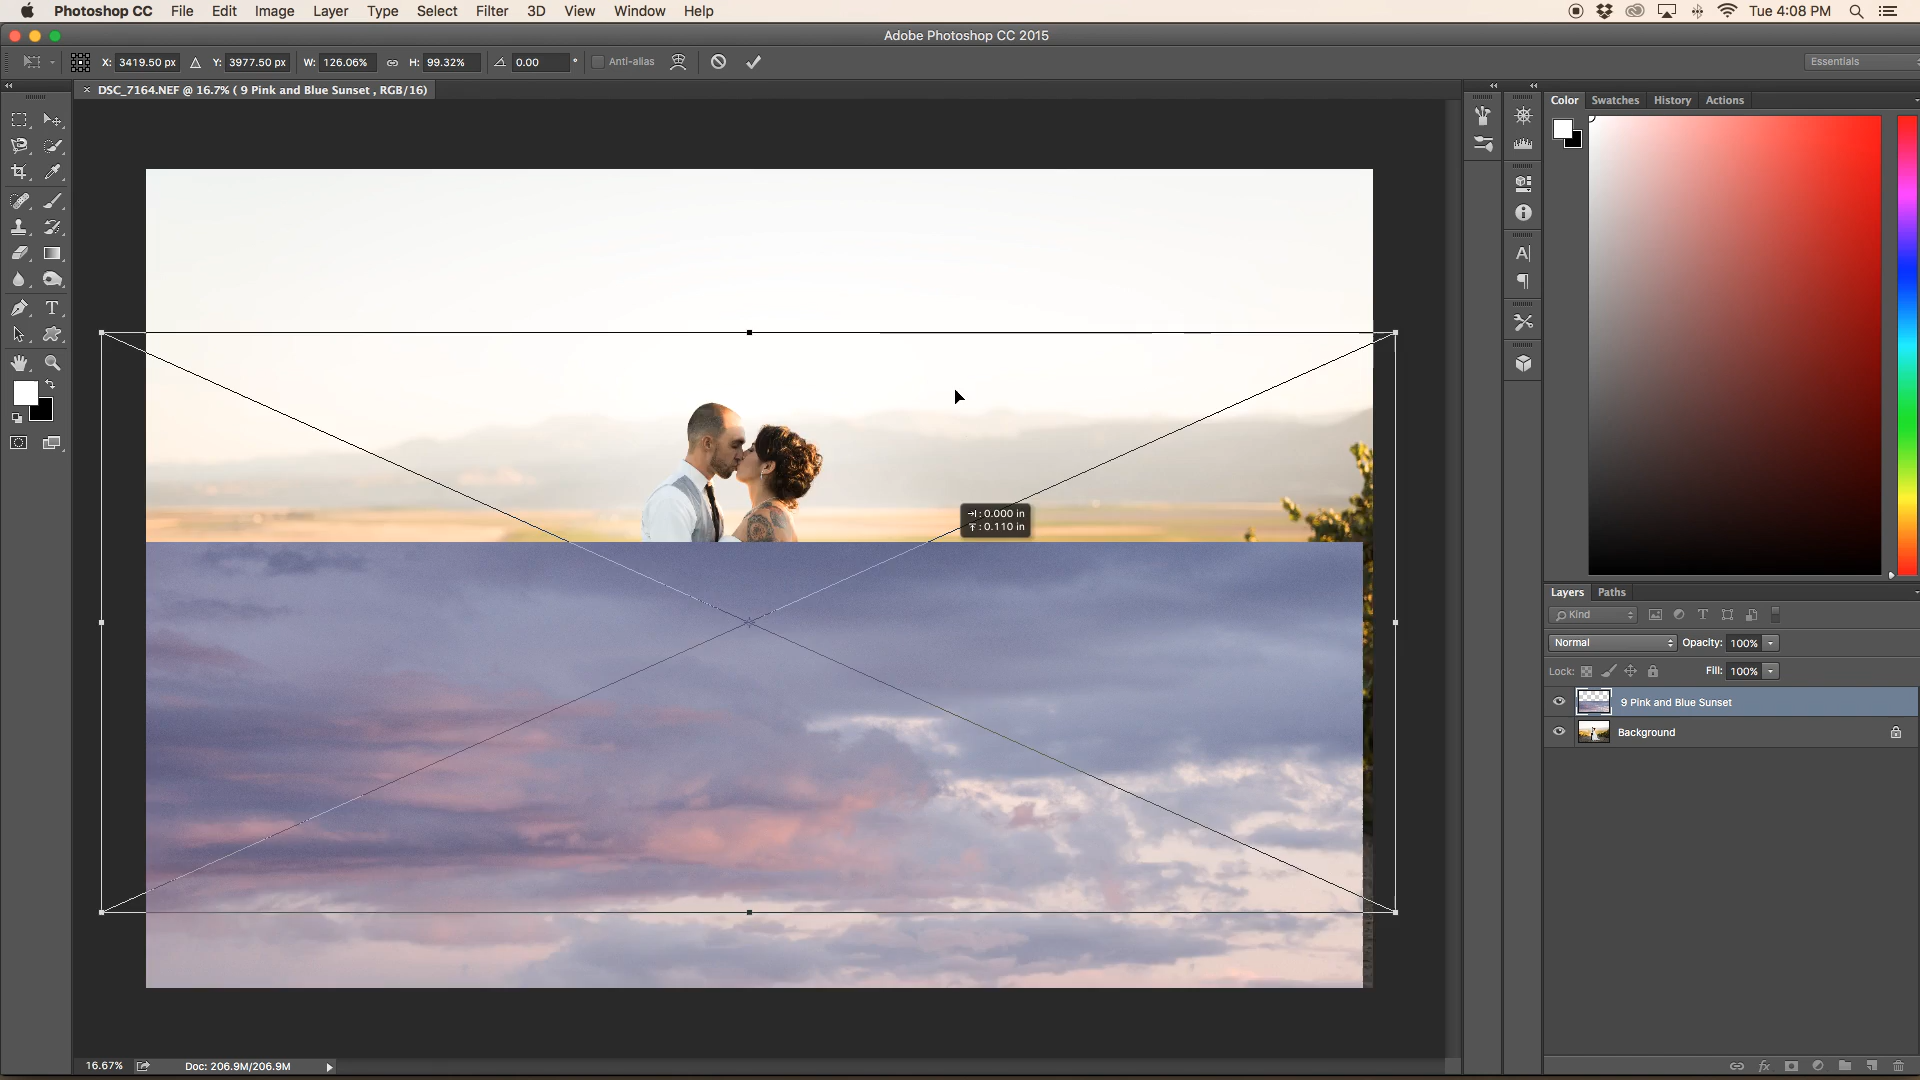 Photoshop CC File Edit Image Layer Type Select Filter 3D View Window Help Tue 4:08 PM
Adobe Photoshop CC 2015
X: 3419.50 px Y: 3977.50 px W: 126.06% H: 99.32% 0.00 ° Anti-alias Essentials
× DSC_7164.NEF @ 16.7% ( 9 Pink and Blue Sunset , RGB/16)
Color Swatches History Actions
: 0.000 in
: 0.110 in
Layers Paths
Kind
Normal Opacity: 100%
Lock: Fill: 100%
9 Pink and Blue Sunset
Background
16.67% Doc: 206.9M/206.9M